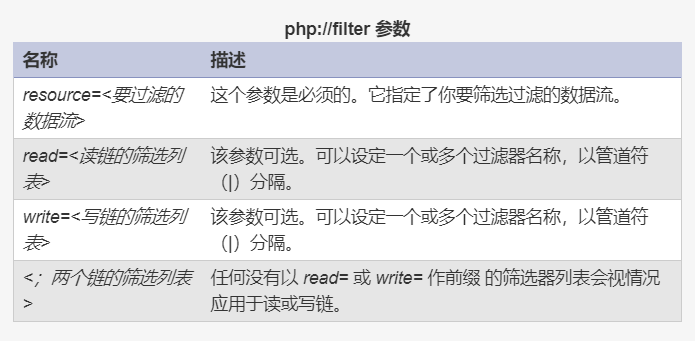 php://filter 参数
名称 描述
resource=<要过滤的 这个参数是必须的。它指定了你要筛选过滤的数据流。
数据流>
read=<读链的筛选列 该参数可选。可以设定一个或多个过滤器名称，以管道符
表> （|）分隔。
write=<写链的筛选列 该参数可选。可以设定一个或多个过滤器名称，以管道符
表> （|）分隔。
<；两个链的筛选列表 任何没有以 read= 或 write= 作前缀 的筛选器列表会视情况
> 应用于读或写链。